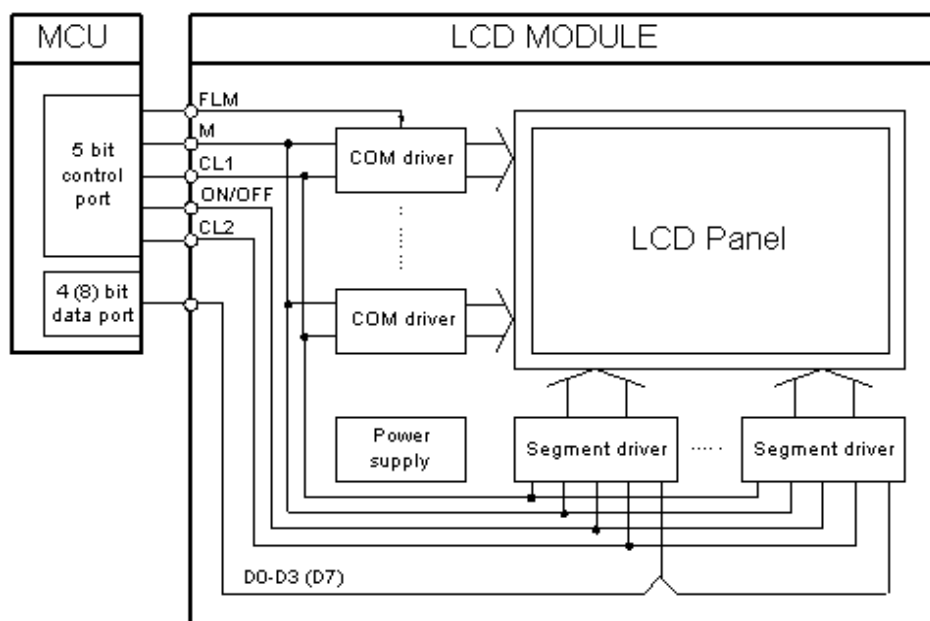 MCU
LCD MODULE
5 bit
control
port
4 (8) bit
data port
FLM
M
CL1
ON/OFF
CL2
COM driver
COM driver
LCD Panel
Power
supply
Segment driver
Segment driver
D0-D3 (D7)